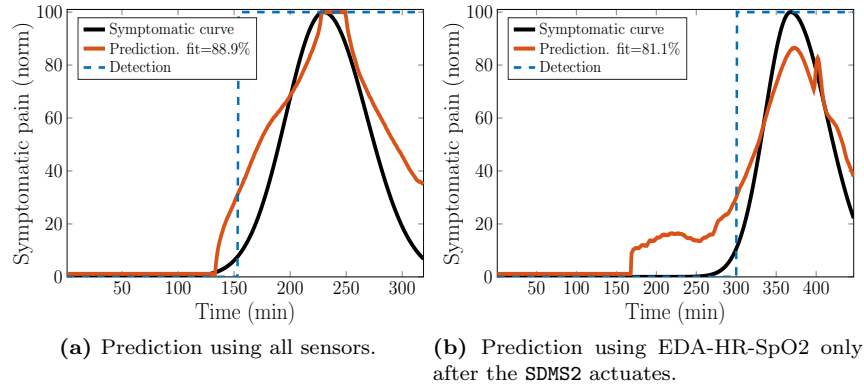 Symptomatic pain (norm)
100
80
60
40
20
0
Symptomatic curve
Prediction. fit=88.9%
Detection
50 100 150 200 250 300
Time (min)
(a) Prediction using all sensors.
Symptomatic pain (norm)
100
80
60
40
20
0
Symptomatic curve
Prediction. fit=81.1%
Detection
50 100 150 200 250 300 350 400
Time (min)
(b) Prediction using EDA-HR-SpO2 only
after the SDMS2 actuates.